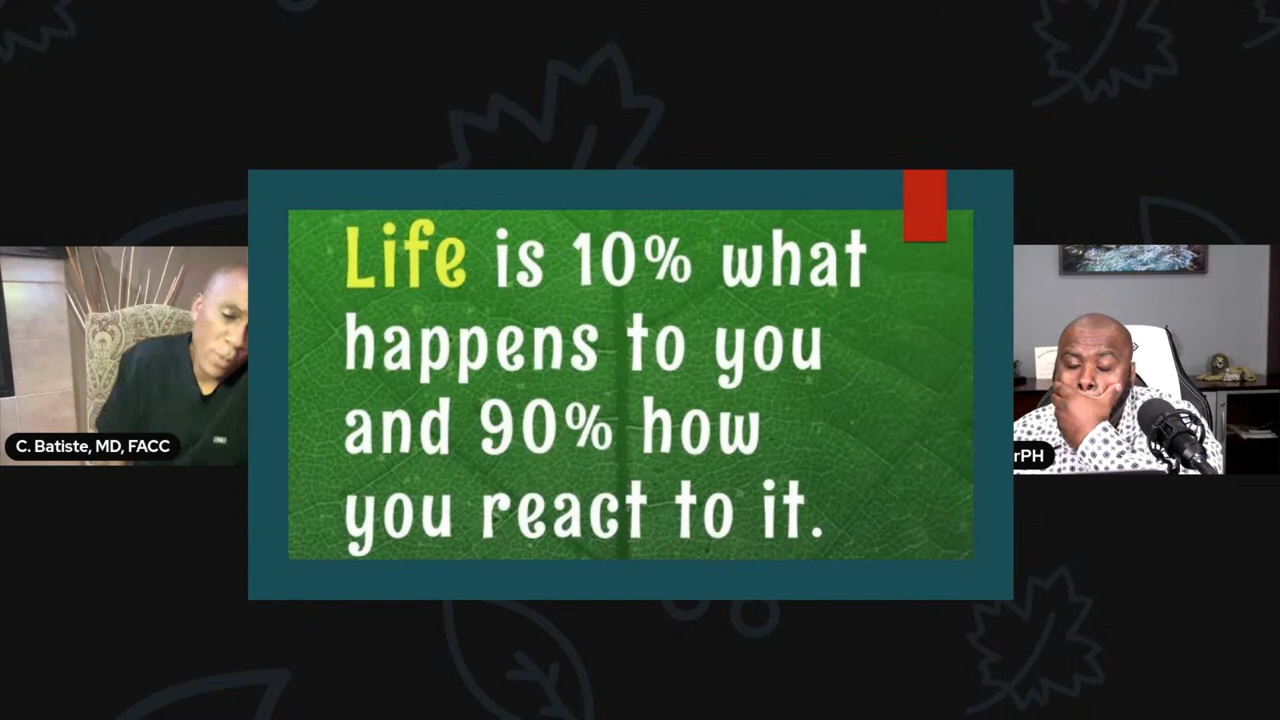 Life is 10% what
happens to you
and 90% how
you react to it.
C. Batiste, MD, FACC
rPH